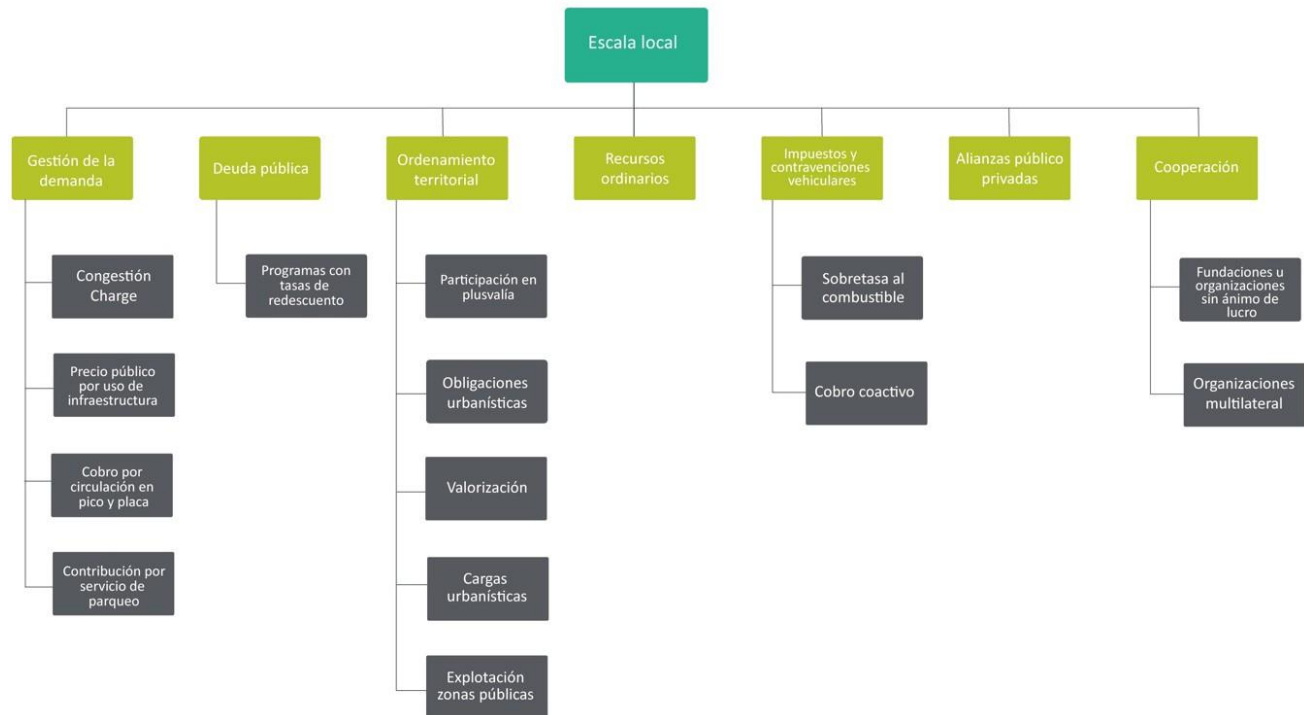 Escala local
Gestión de la
demanda
Deuda pública
Ordenamiento
territorial
Recursos
ordinarios
Impuestos y
contravenciones
vehiculares
Alianzas público
privadas
Cooperación
Congestión
Charge
Precio público
por uso de
infraestructura
Cobro por
circulación en
pico y placa
Contribución por
servicio de
parqueo
Programas con
tasas de
redescuento
Participación en
plusvalía
Obligaciones
urbanísticas
Valorización
Cargas
urbanísticas
Explotación
zonas públicas
Sobretasa al
combustible
Cobro coactivo
Fundaciones u
organizaciones
sin ánimo de
lucro
Organizaciones
multilateral